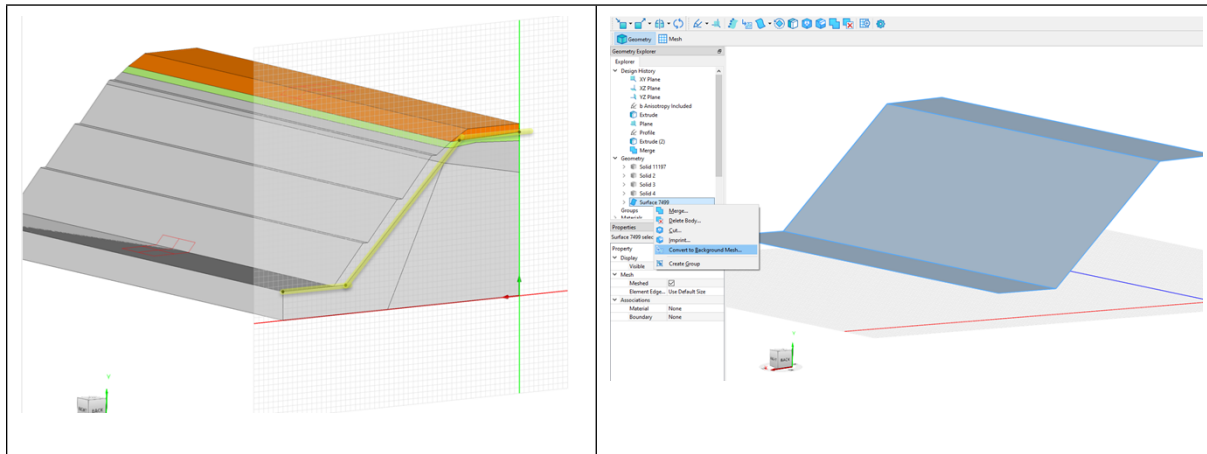 Y
BACK
Geometry Mesh
Geometry Explorer
Explorer
Design History
XY Plane
XZ Plane
YZ Plane
b Anisotropy Included
Extrude
Plane
Profile
Extrude (2)
Merge
Geometry
Solid 11197
Solid 2
Solid 3
Solid 4
Surface 7499
Groups
Materials
Merge...
Delete Body...
Cut...
Imprint...
Convert to Background Mesh...
Create Group
Properties
Surface 7499 selec
Property
Display
Visible
Mesh
Meshed
Element Edge... Use Default Size
Associations
Material None
Boundary None
BACK